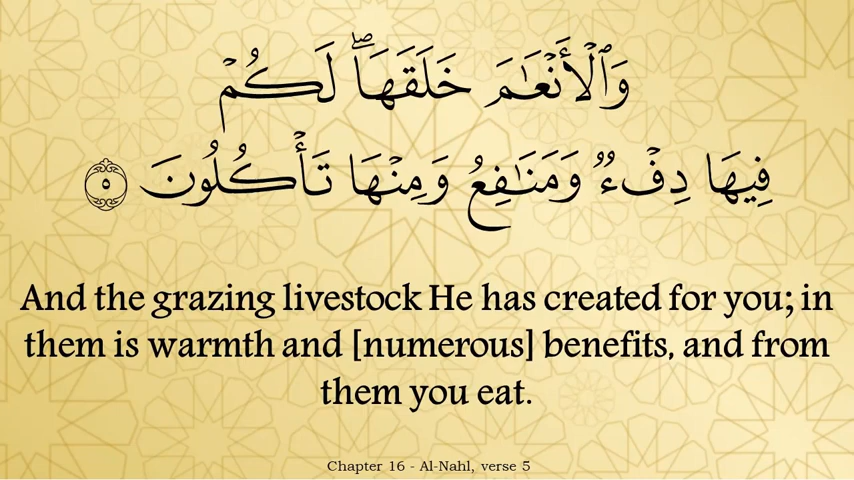 وَٱلْأَنْعَٰمَ خَلَقَهَا ۖ لَكُمْ
فِيهَا دِفْءٌ وَمَنَٰفِعُ وَمِنْهَا تَأْكُلُونَ ٥
And the grazing livestock He has created for you; in
them is warmth and [numerous] benefits, and from
them you eat.
Chapter 16 - Al-Nahl, verse 5